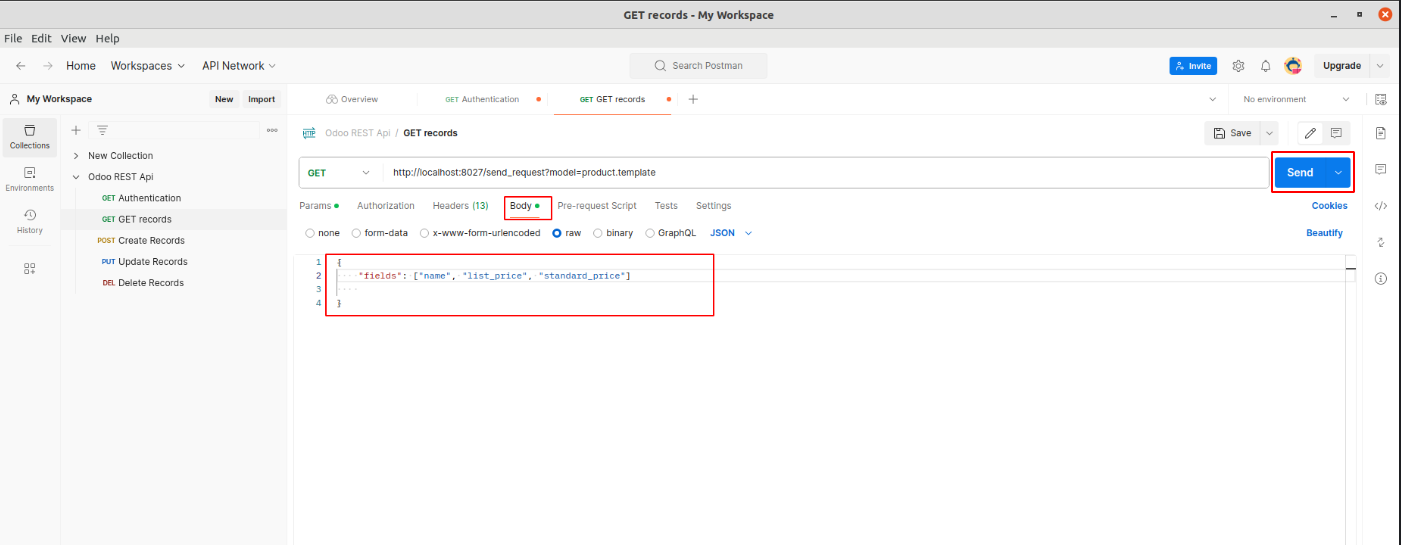 GET records - My Workspace
File Edit View Help
Home Workspaces API Network Search Postman Invite Upgrade
My Workspace New Import Overview GET Authentication GET GET records No environment
Collections
Environments
History
New Collection
Odoo REST Api
GET Authentication
GET GET records
POST Create Records
PUT Update Records
DEL Delete Records
HTTP Odoo REST Api / GET records Save
GET http://localhost:8027/send_request?model=product.template Send
Params Authorization Headers (13) Body Pre-request Script Tests Settings Cookies
none form-data x-www-form-urlencoded raw binary GraphQL JSON Beautify
1 {
2 "fields": ["name", "list_price", "standard_price"]
3
4 }